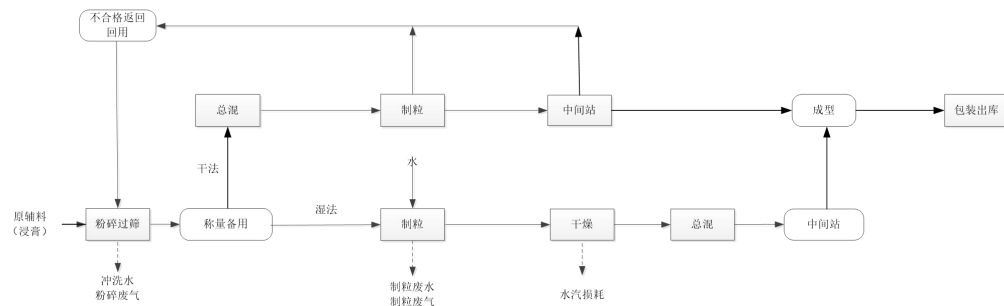 不合格返回
回用
总混
制粒
中间站
成型
包装出库
干法
水
原辅料
（浸膏）
粉碎过筛
称量备用
湿法
制粒
干燥
总混
中间站
冲洗水
粉碎废气
制粒废水
制粒废气
水汽损耗